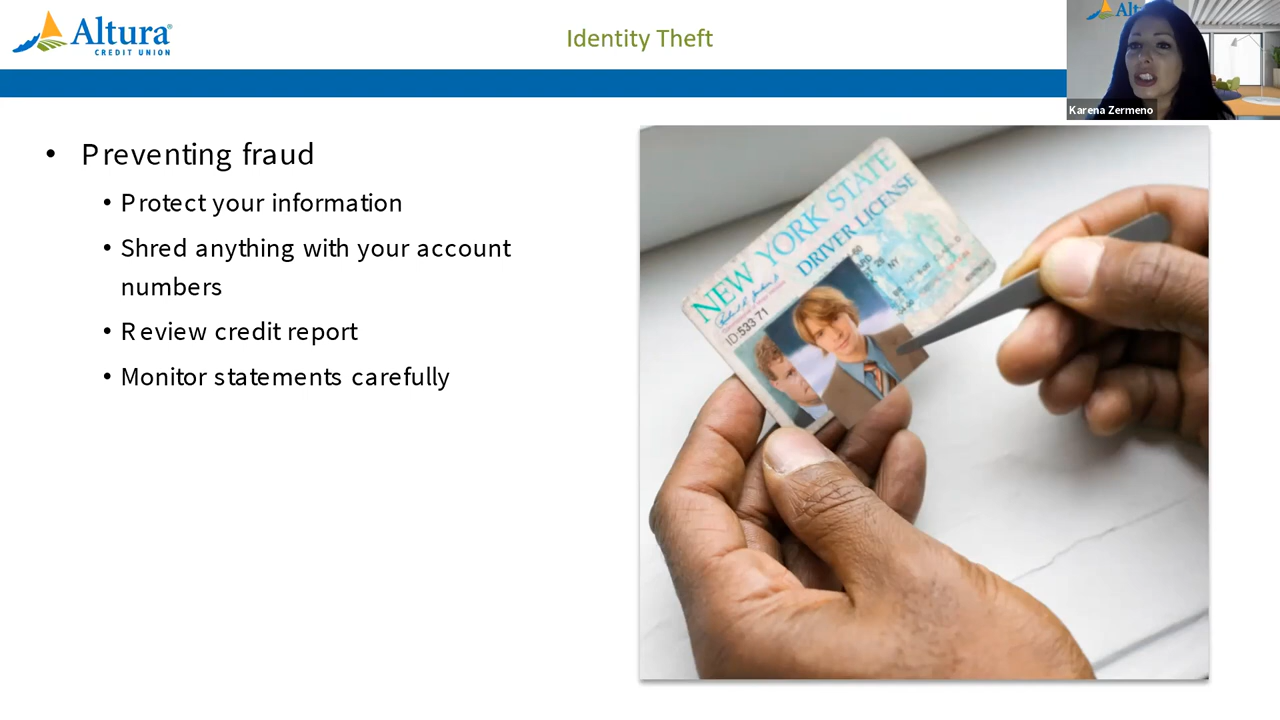 Altura
CREDIT UNION
Identity Theft
Karena Zermeno
• Preventing fraud
• Protect your information
• Shred anything with your account
numbers
• Review credit report
• Monitor statements carefully
NEW YORK STATE
DRIVER LICENSE
ID:533 71
NY